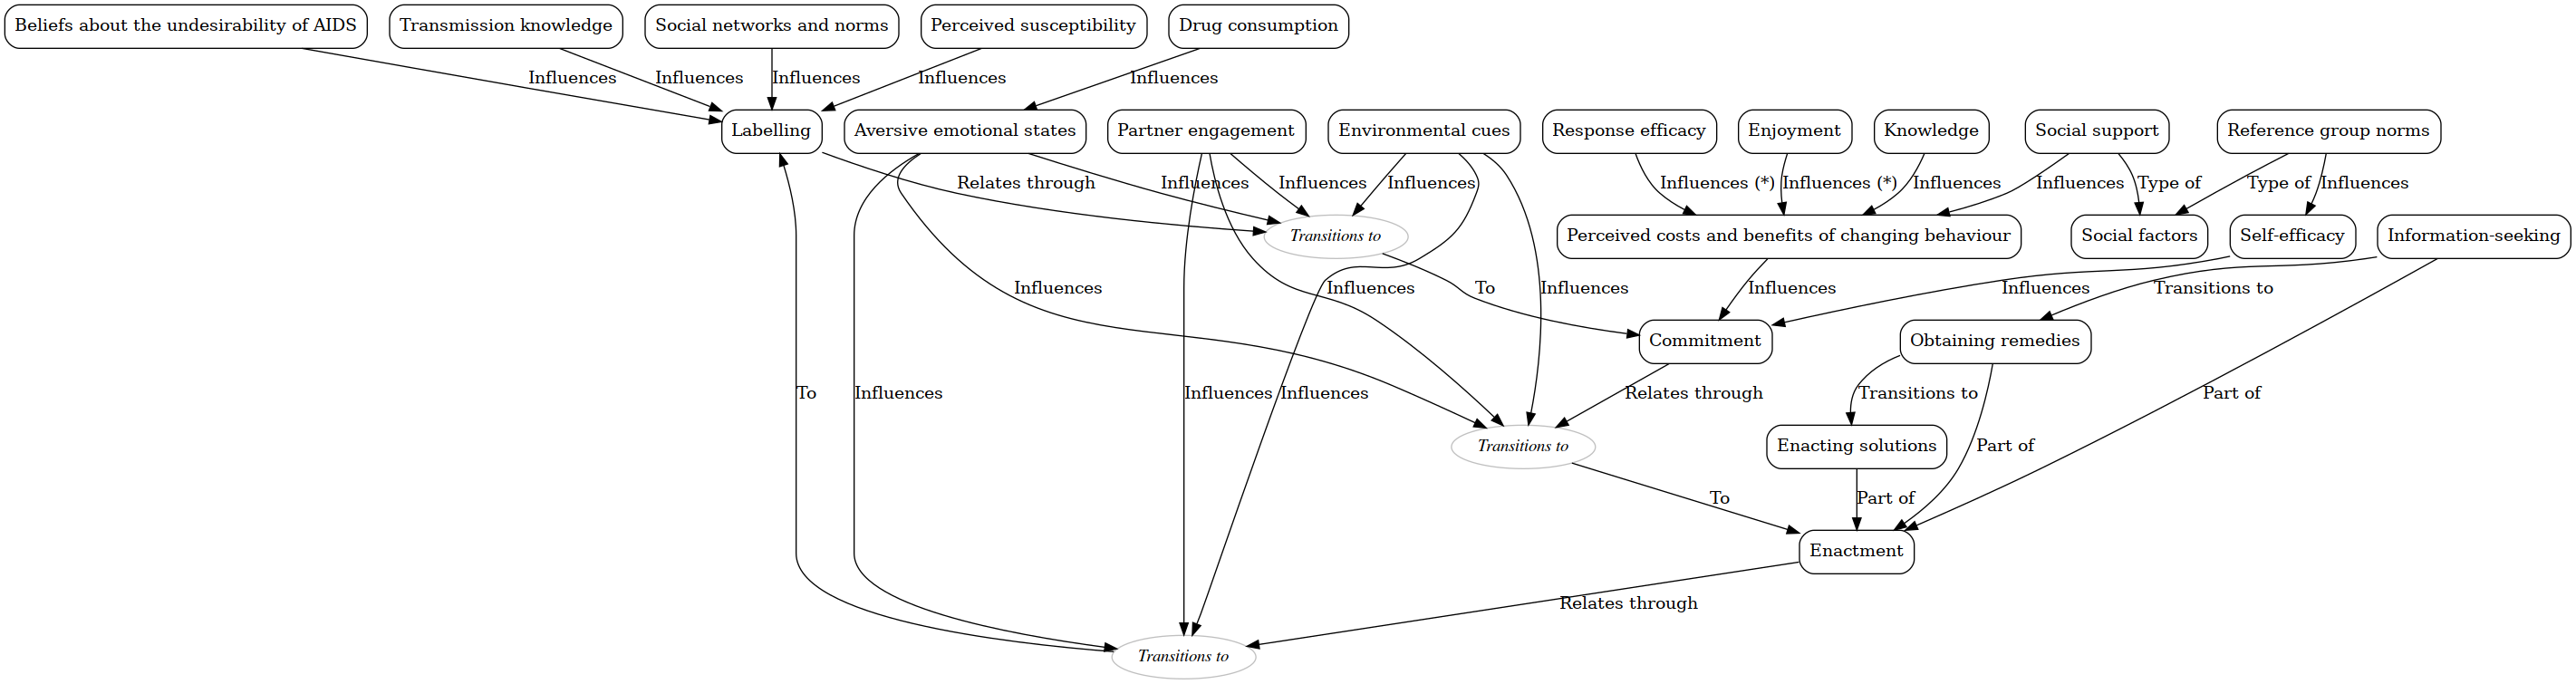 Beliefs about the undesirability of AIDS
Transmission knowledge
Social networks and norms
Perceived susceptibility
Drug consumption
Influences
Influences
Influences
Influences
Influences
Labelling
Aversive emotional states
Partner engagement
Environmental cues
Response efficacy
Enjoyment
Knowledge
Social support
Reference group norms
Relates through
Influences
Influences
Influences
Influences (*)
Influences (*)
Influences
Influences
Type of
Type of
Influences
Transitions to
Perceived costs and benefits of changing behaviour
Social factors
Self-efficacy
Information-seeking
Influences
Influences
To
Influences
Influences
Influences
Transitions to
Commitment
Obtaining remedies
To
Influences
Influences
Influences
Relates through
Transitions to
Part of
Transitions to
Enacting solutions
Part of
To
Part of
Enactment
Relates through
Transitions to